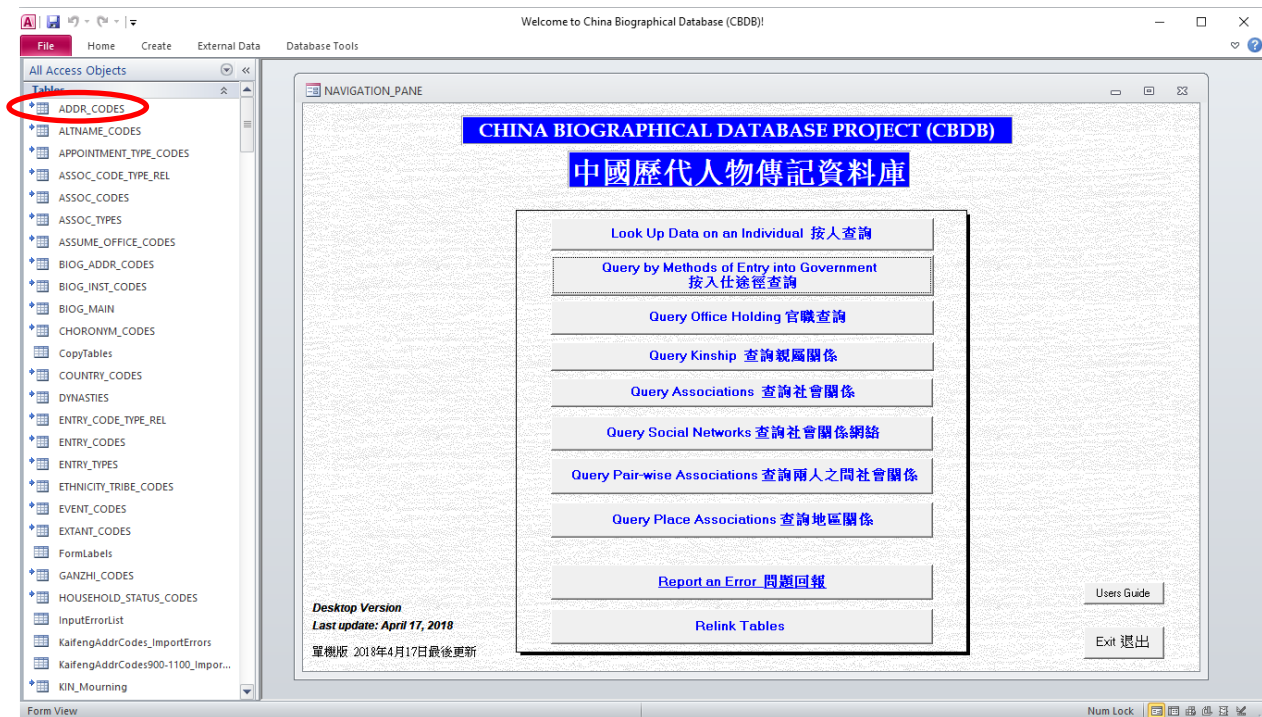 Welcome to China Biographical Database (CBDB)!
File Home Create External Data Database Tools
All Access Objects
Tables
ADDR_CODES
ALTNAME_CODES
APPOINTMENT_TYPE_CODES
ASSOC_CODE_TYPE_REL
ASSOC_CODES
ASSOC_TYPES
ASSUME_OFFICE_CODES
BIOG_ADDR_CODES
BIOG_INST_CODES
BIOG_MAIN
CHORONYM_CODES
CopyTables
COUNTRY_CODES
DYNASTIES
ENTRY_CODE_TYPE_REL
ENTRY_CODES
ENTRY_TYPES
ETHNICITY_TRIBE_CODES
EVENT_CODES
EXTANT_CODES
FormLabels
GANZHI_CODES
HOUSEHOLD_STATUS_CODES
InputErrorList
KaifengAddrCodes_ImportErrors
KaifengAddrCodes900-1100_Impor...
KIN_Mourning
NAVIGATION_PANE
CHINA BIOGRAPHICAL DATABASE PROJECT (CBDB)
中國歷代人物傳記資料庫
Look Up Data on an Individual 按人查詢
Query by Methods of Entry into Government
按入仕途徑查詢
Query Office Holding 官職查詢
Query Kinship 查詢親屬關係
Query Associations 查詢社會關係
Query Social Networks 查詢社會關係網絡
Query Pair-wise Associations 查詢兩人之間社會關係
Query Place Associations 查詢地區關係
Report an Error 問題回報
Relink Tables
Desktop Version
Last update: April 17, 2018
單機版 2018年4月17日最後更新
Users Guide
Exit 退出
Form View
Num Lock